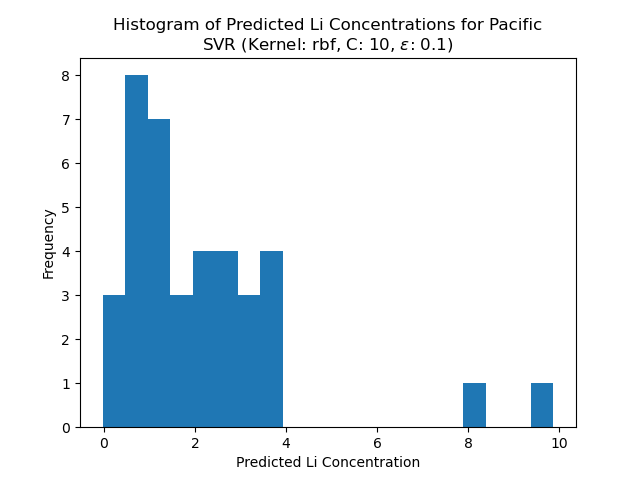 Histogram of Predicted Li Concentrations for Pacific
SVR (Kernel: rbf, C: 10, ε: 0.1)
8
7
6
5
4
3
2
1
0
Frequency
0 2 4 6 8 10
Predicted Li Concentration